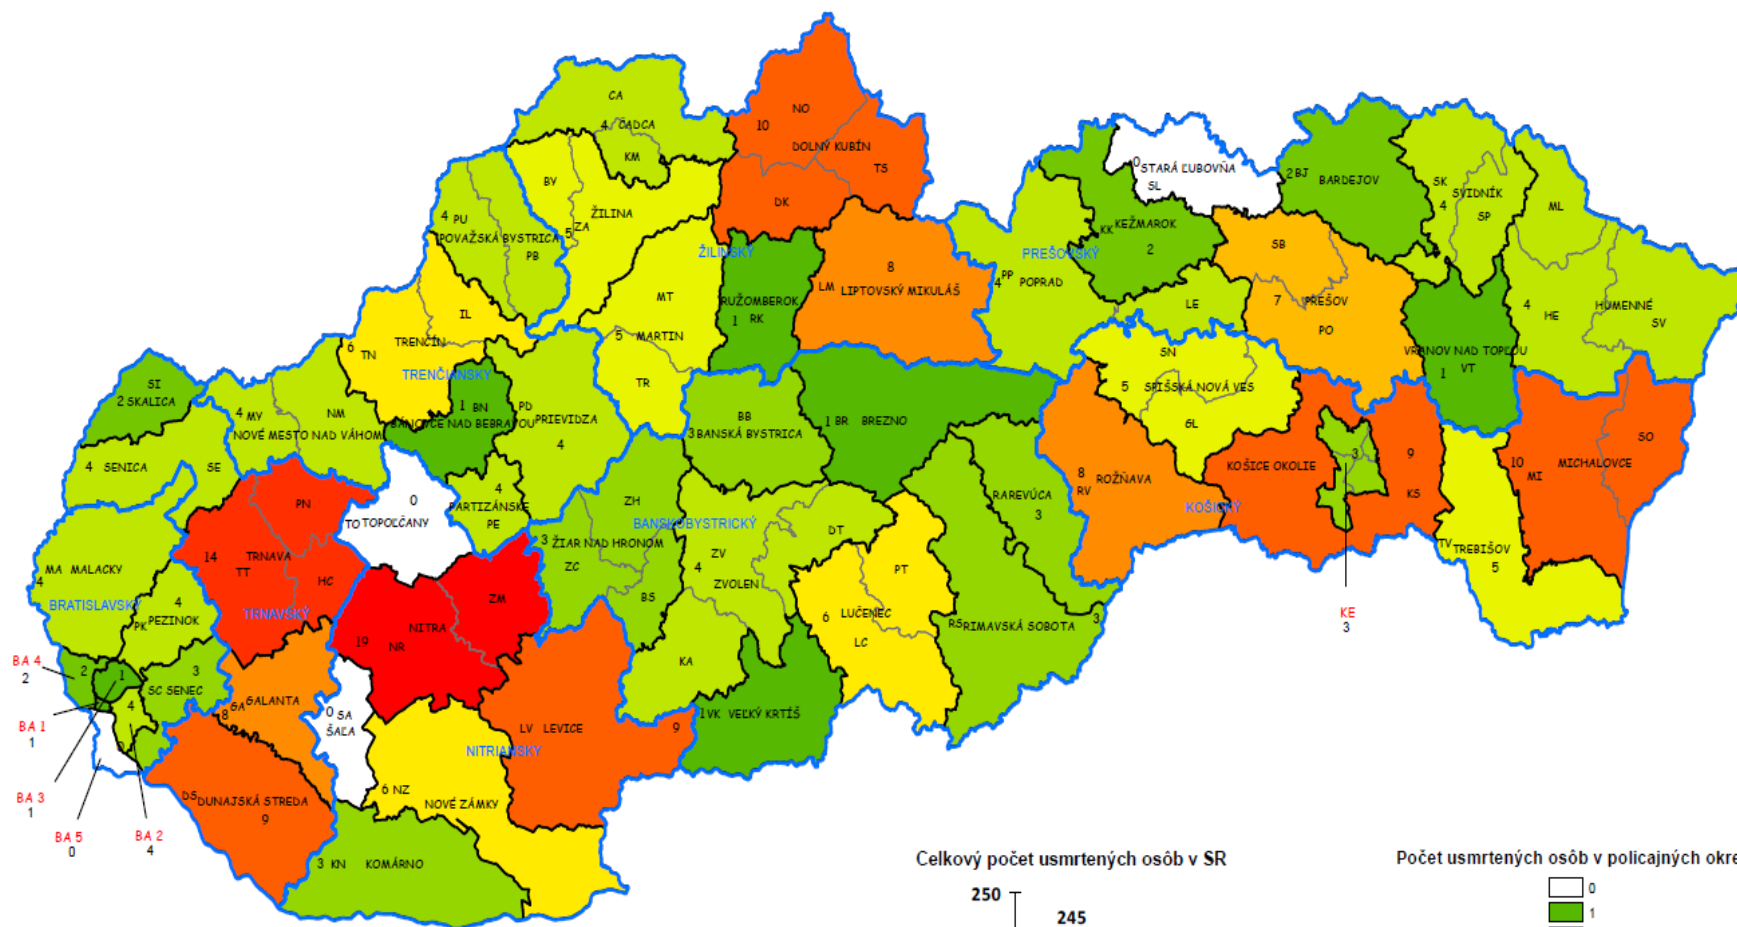 CA
4 ČADCA
KM
NO
10
DOLNÝ KUBÍN
TS
DK
BY
ŽILINA
5 ZA
4 PU
POVAŽSKÁ BYSTRICA
PB
ŽILINSKÝ
0 STARÁ ĽUBOVŇA
SL
2 BJ
BARDEJOV
SK
SVIDNÍK
4
SP
ML
KK KEŽMAROK
2
PREŠOVSKÝ
SB
PP
4 POPRAD
LE
7
PREŠOV
PO
4
HUMENNÉ
HE
SV
8
LM LIPTOVSKÝ MIKULÁŠ
RUŽOMBEROK
1 RK
MT
5 MARTIN
TR
IL
TRENČÍN
6 TN
TRENČIANSKY
VRANOV NAD TOPĽOU
1 VT
SN
5 SPIŠSKÁ NOVÁ VES
GL
SI
2 SKALICA
4 MY
NM
NOVÉ MESTO NAD VÁHOM
1 BN
BÁNOVCE NAD BEBRAVOU
PD
PRIEVIDZA
4
BB
3 BANSKÁ BYSTRICA
1 BR BREZNO
4 SENICA
SE
8
RV ROŽŇAVA
KOŠICE OKOLIE
3
9
KS
KOŠICKÝ
10
MI
MICHALOVCE
SO
PN
14
TRNAVA
TT
HC
TRNAVSKÝ
0
TO TOPOĽČANY
4
PARTIZÁNSKE
PE
ZH
3 ŽIAR NAD HRONOM
ZC
BS
BANSKOBYSTRICKÝ
DT
ZV
4
ZVOLEN
KA
RA REVÚCA
3
PT
6 LUČENEC
LC
RS RIMAVSKÁ SOBOTA
3
TV
TREBIŠOV
5
KE
3
MA MALACKY
4
BRATISLAVSKÝ
4
PK PEZINOK
ZM
NITRA
19
NR
BA 4
2
2
1
3
SC SENEC
4
GA GALANTA
8
0 SA
ŠAĽA
LV LEVICE
9
1 VK VEĽKÝ KRTÍŠ
NITRIANSKY
BA 1
1
BA 3
1
BA 5
0
BA 2
4
DS DUNAJSKÁ STREDA
9
6 NZ
NOVÉ ZÁMKY
3 KN KOMÁRNO
Celkový počet usmrtených osôb v SR
250
245
Počet usmrtených osôb v policajných okre
0
1